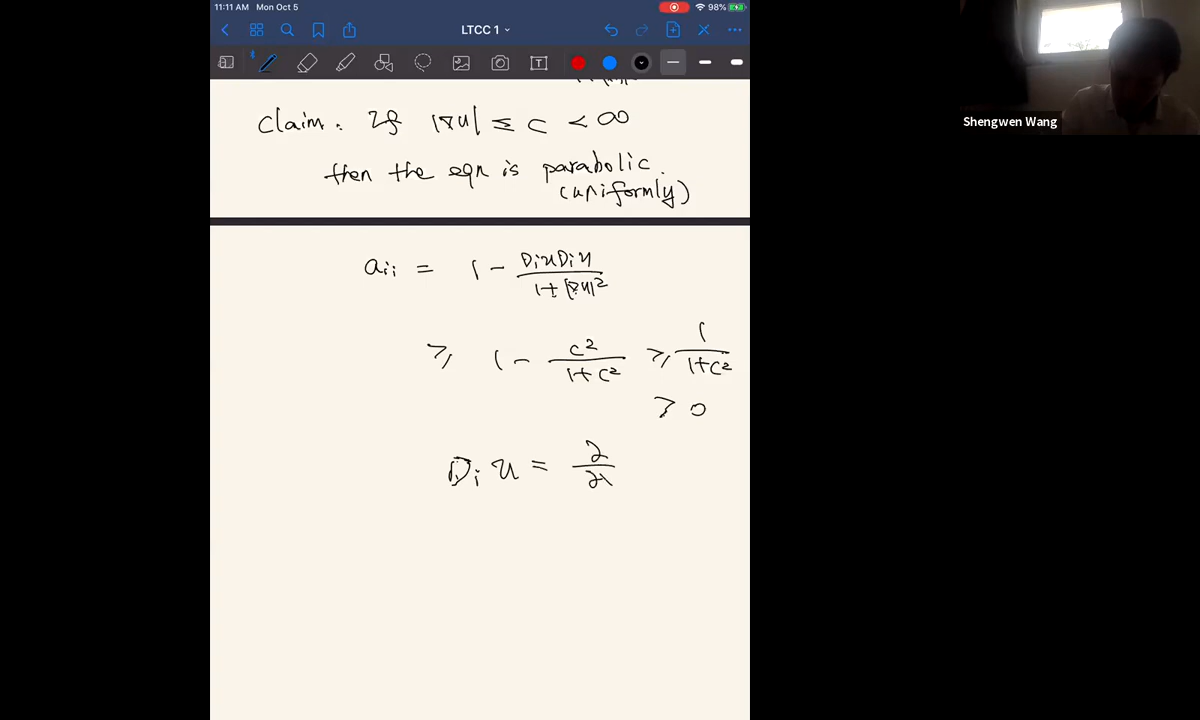 11:11 AM Mon Oct 5
98%
LTCC 1
Shengwen Wang
Claim. If |∇u| ≤ C < ∞
then the eqn is parabolic.
(uniformly)
aᵢᵢ = 1 - DᵢuDᵢu / 1+|∇u|²
≥ 1 - C² / 1+C² ≥ 1 / 1+C²
> 0
Dᵢ u = ∂ / ∂x